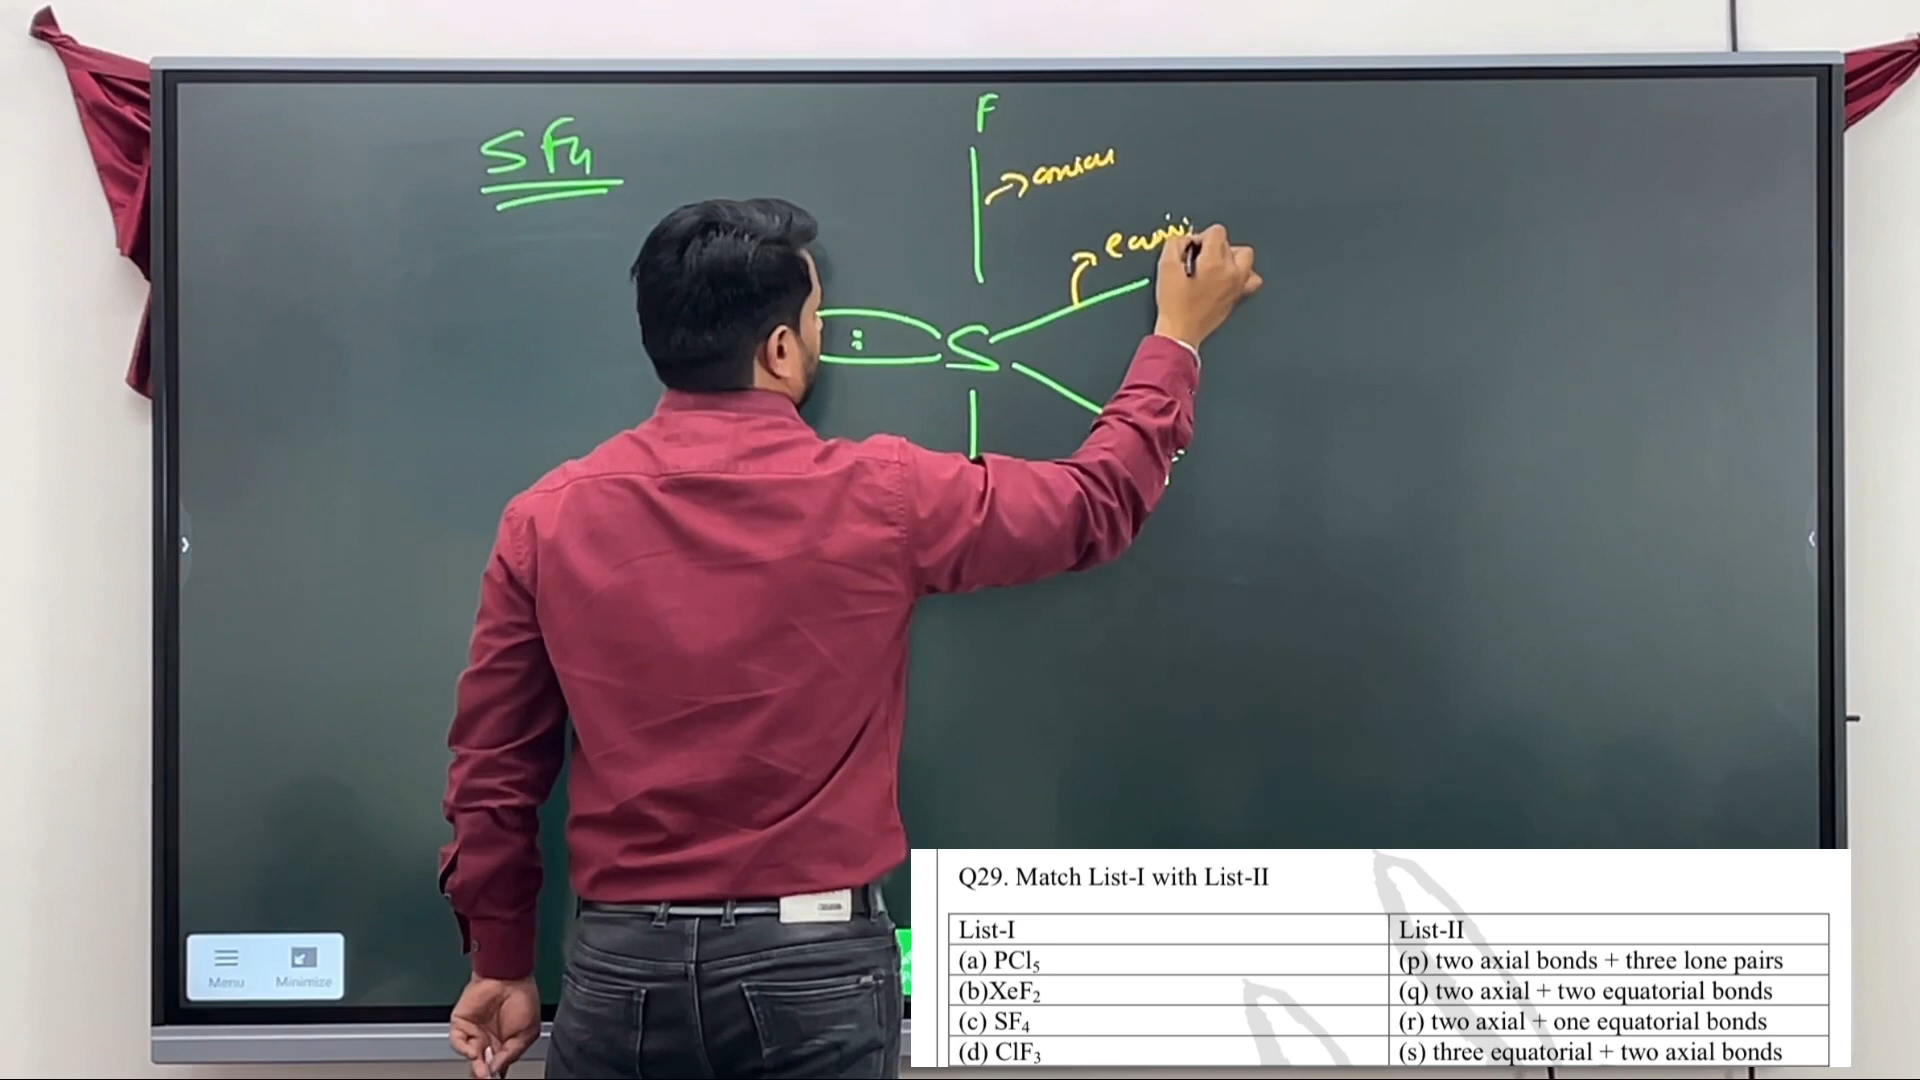 SF4
F
S
Menu Minimize
Q29. Match List-I with List-II
List-I List-II
(a) PCl₅ (p) two axial bonds + three lone pairs
(b)XeF₂ (q) two axial + two equatorial bonds
(c) SF₄ (r) two axial + one equatorial bonds
(d) ClF₃ (s) three equatorial + two axial bonds